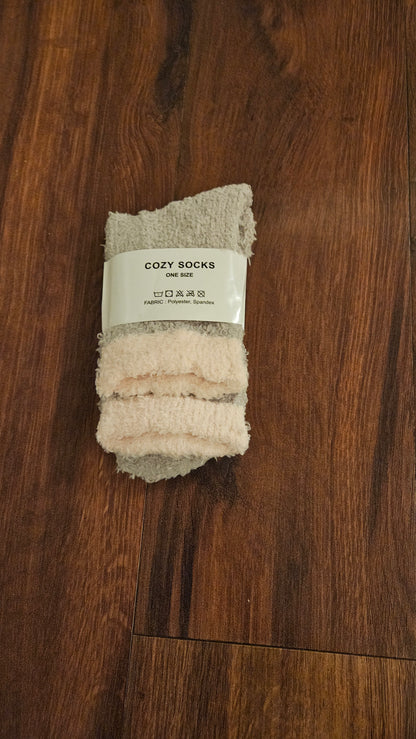 COZY SOCKS
ONE SIZE
FABRIC : Polyester, Spandex